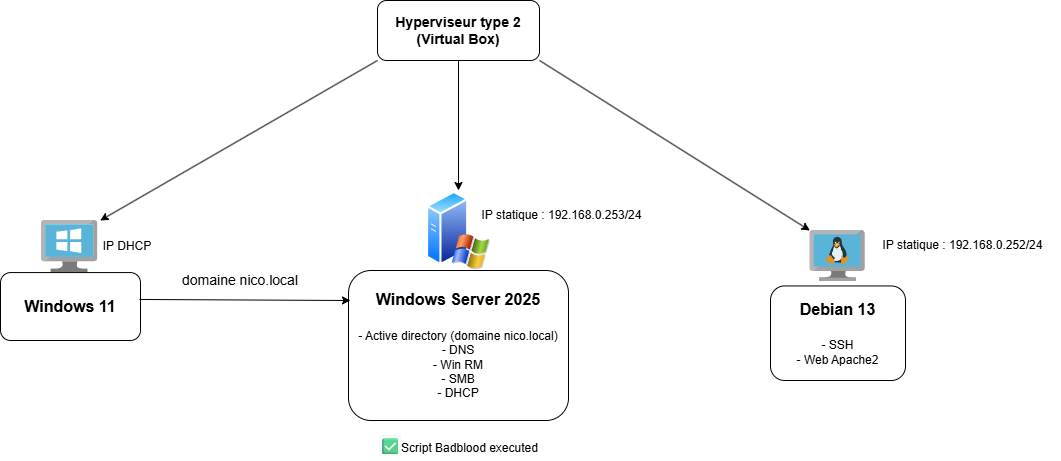 Hyperviseur type 2
(Virtual Box)
IP statique : 192.168.0.253/24
IP DHCP
IP statique : 192.168.0.252/24
domaine nico.local
Windows 11
Windows Server 2025
- Active directory (domaine nico.local)
- DNS
- Win RM
- SMB
- DHCP
Debian 13
- SSH
- Web Apache2
Script Badblood executed